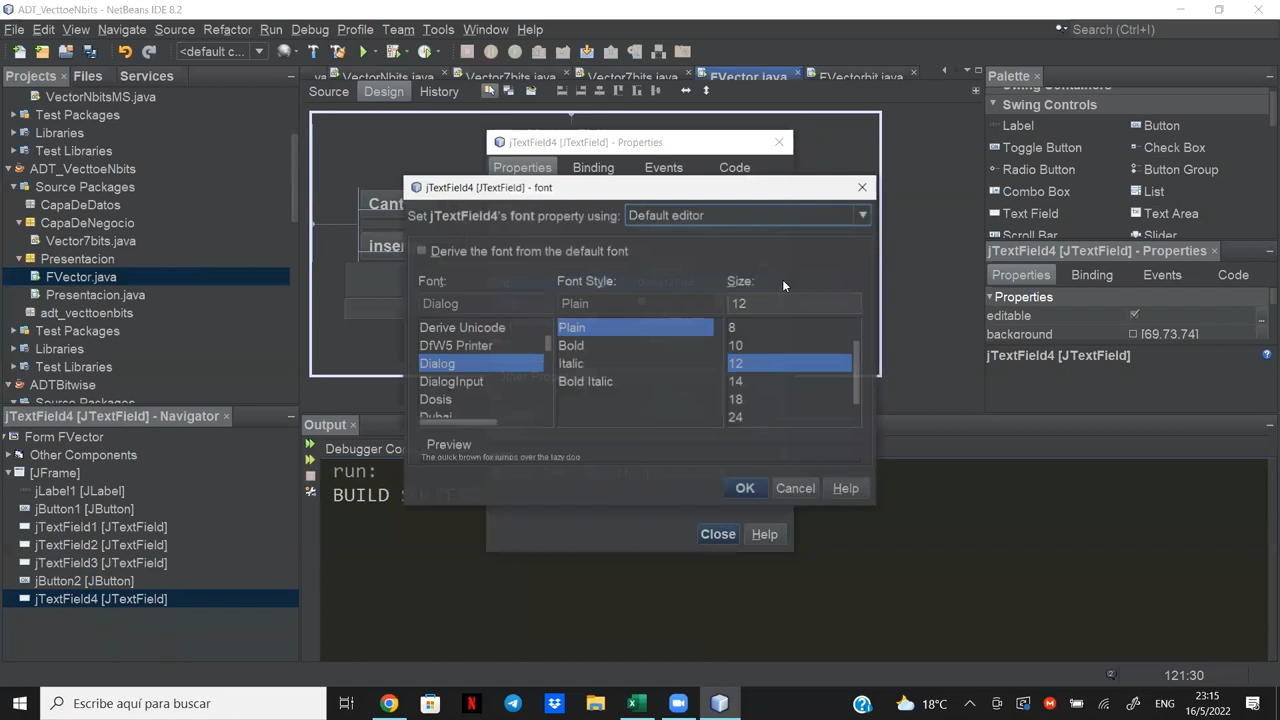 ADT_VecttoeNbits - NetBeans IDE 8.2
File Edit View Navigate Source Refactor Run Debug Profile Team Tools Window Help
Search (Ctrl+I)
<default c...
Projects Files Services
va VectorNbits.java Vector7bits.java Vector7bits.java FVector.java FVectorbit.java
Palette
Source Design History
Swing Controls
Label Button
Toggle Button Check Box
Radio Button Button Group
Combo Box List
Text Field Text Area
Scroll Bar Slider
VectorNbitsMS.java
Test Packages
Libraries
Test Libraries
ADT_VecttoeNbits
Source Packages
CapaDeDatos
CapaDeNegocio
Vector7bits.java
Presentacion
FVector.java
Presentacion.java
adt_vecttoenbits
Test Packages
Libraries
Test Libraries
ADTBitwise
Cant
inser
jTextField4 [JTextField] - Properties
Properties Binding Events Code
jTextField4 [JTextField] - font
Set jTextField4's font property using: Default editor
Derive the font from the default font
Font: Font Style: Size:
Dialog Plain 12
Derive Unicode Plain 8
DfW5 Printer Bold 10
Dialog Italic 12
DialogInput Bold Italic 14
Dosis 18
Dubai 24
Preview
The quick brown fox jumps over the lazy dog
OK Cancel Help
Close Help
jTextField4 [JTextField] - Properties
Properties Binding Events Code
Properties
editable
background [69,73,74]
jTextField4 [JTextField]
jTextField4 [JTextField] - Navigator
Form FVector
Other Components
[JFrame]
jLabel1 [JLabel]
jButton1 [JButton]
jTextField1 [JTextField]
jTextField2 [JTextField]
jTextField3 [JTextField]
jButton2 [JButton]
jTextField4 [JTextField]
Output
Debugger Co
run:
BUILD S
121:30
Escribe aquí para buscar
18°C
ENG
23:15
16/5/2022